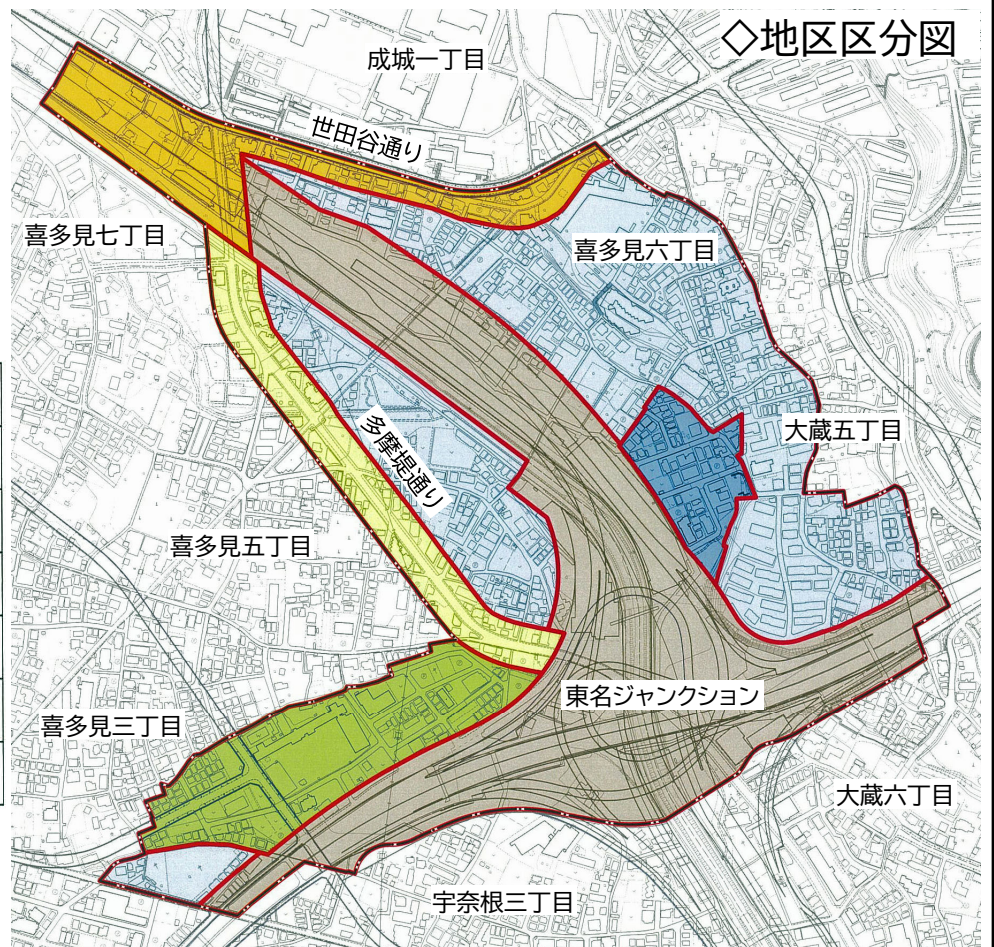 ◇地区区分図
成城一丁目
世田谷通り
喜多見七丁目
喜多見六丁目
大蔵五丁目
多摩堤通り
喜多見五丁目
東名ジャンクション
喜多見三丁目
大蔵六丁目
宇奈根三丁目